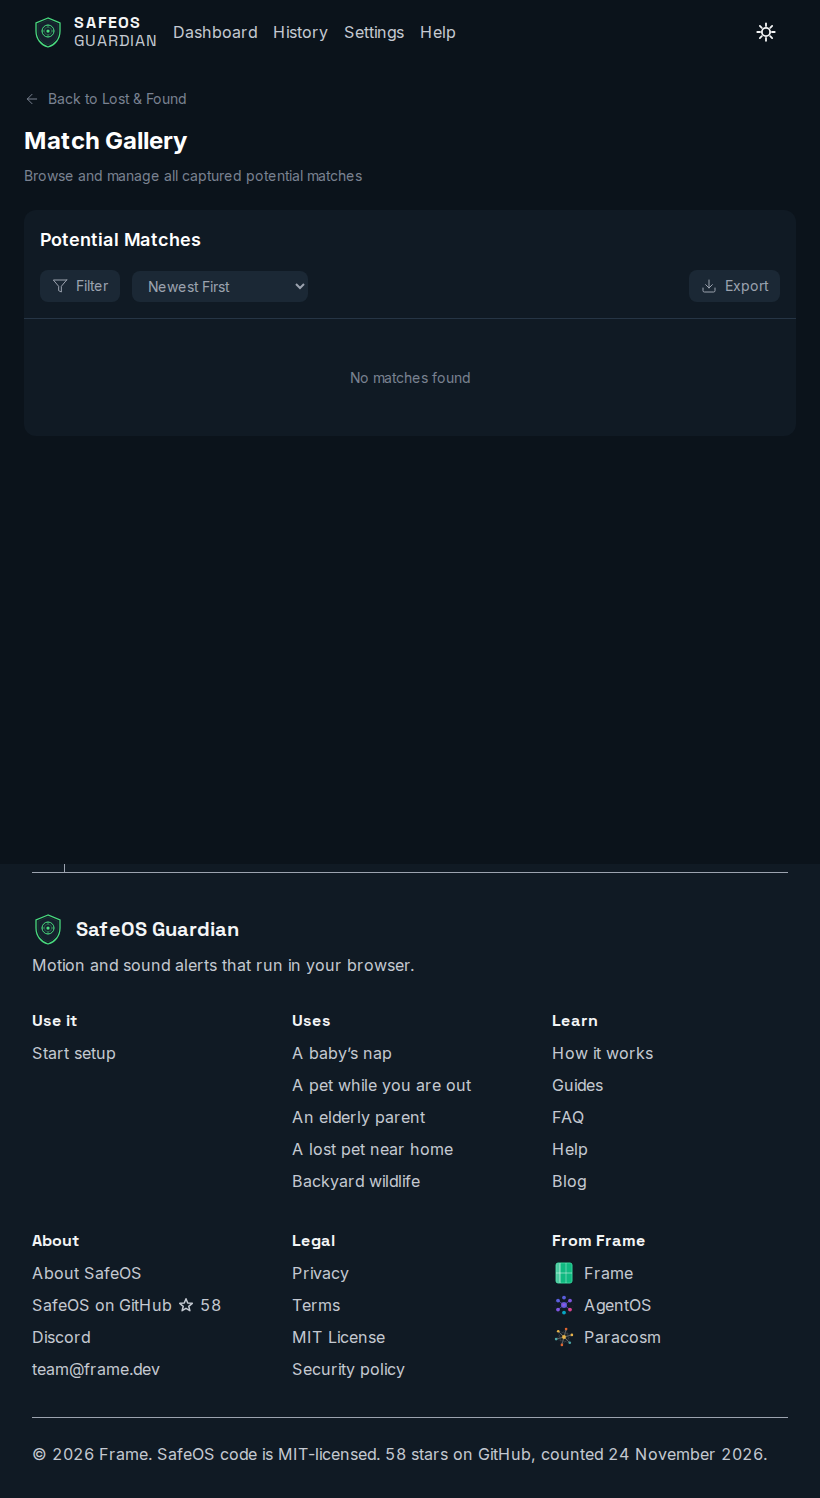 SAFEOS
GUARDIAN
Dashboard History Settings Help
Back to Lost & Found
Match Gallery
Browse and manage all captured potential matches
Potential Matches
Filter
Newest First
Export
No matches found
SafeOS Guardian
Motion and sound alerts that run in your browser.
Use it
Start setup
Uses
A baby’s nap
A pet while you are out
An elderly parent
A lost pet near home
Backyard wildlife
Learn
How it works
Guides
FAQ
Help
Blog
About
About SafeOS
SafeOS on GitHub ☆ 58
Discord
team@frame.dev
Legal
Privacy
Terms
MIT License
Security policy
From Frame
Frame
AgentOS
Paracosm
© 2026 Frame. SafeOS code is MIT-licensed. 58 stars on GitHub, counted 24 November 2026.